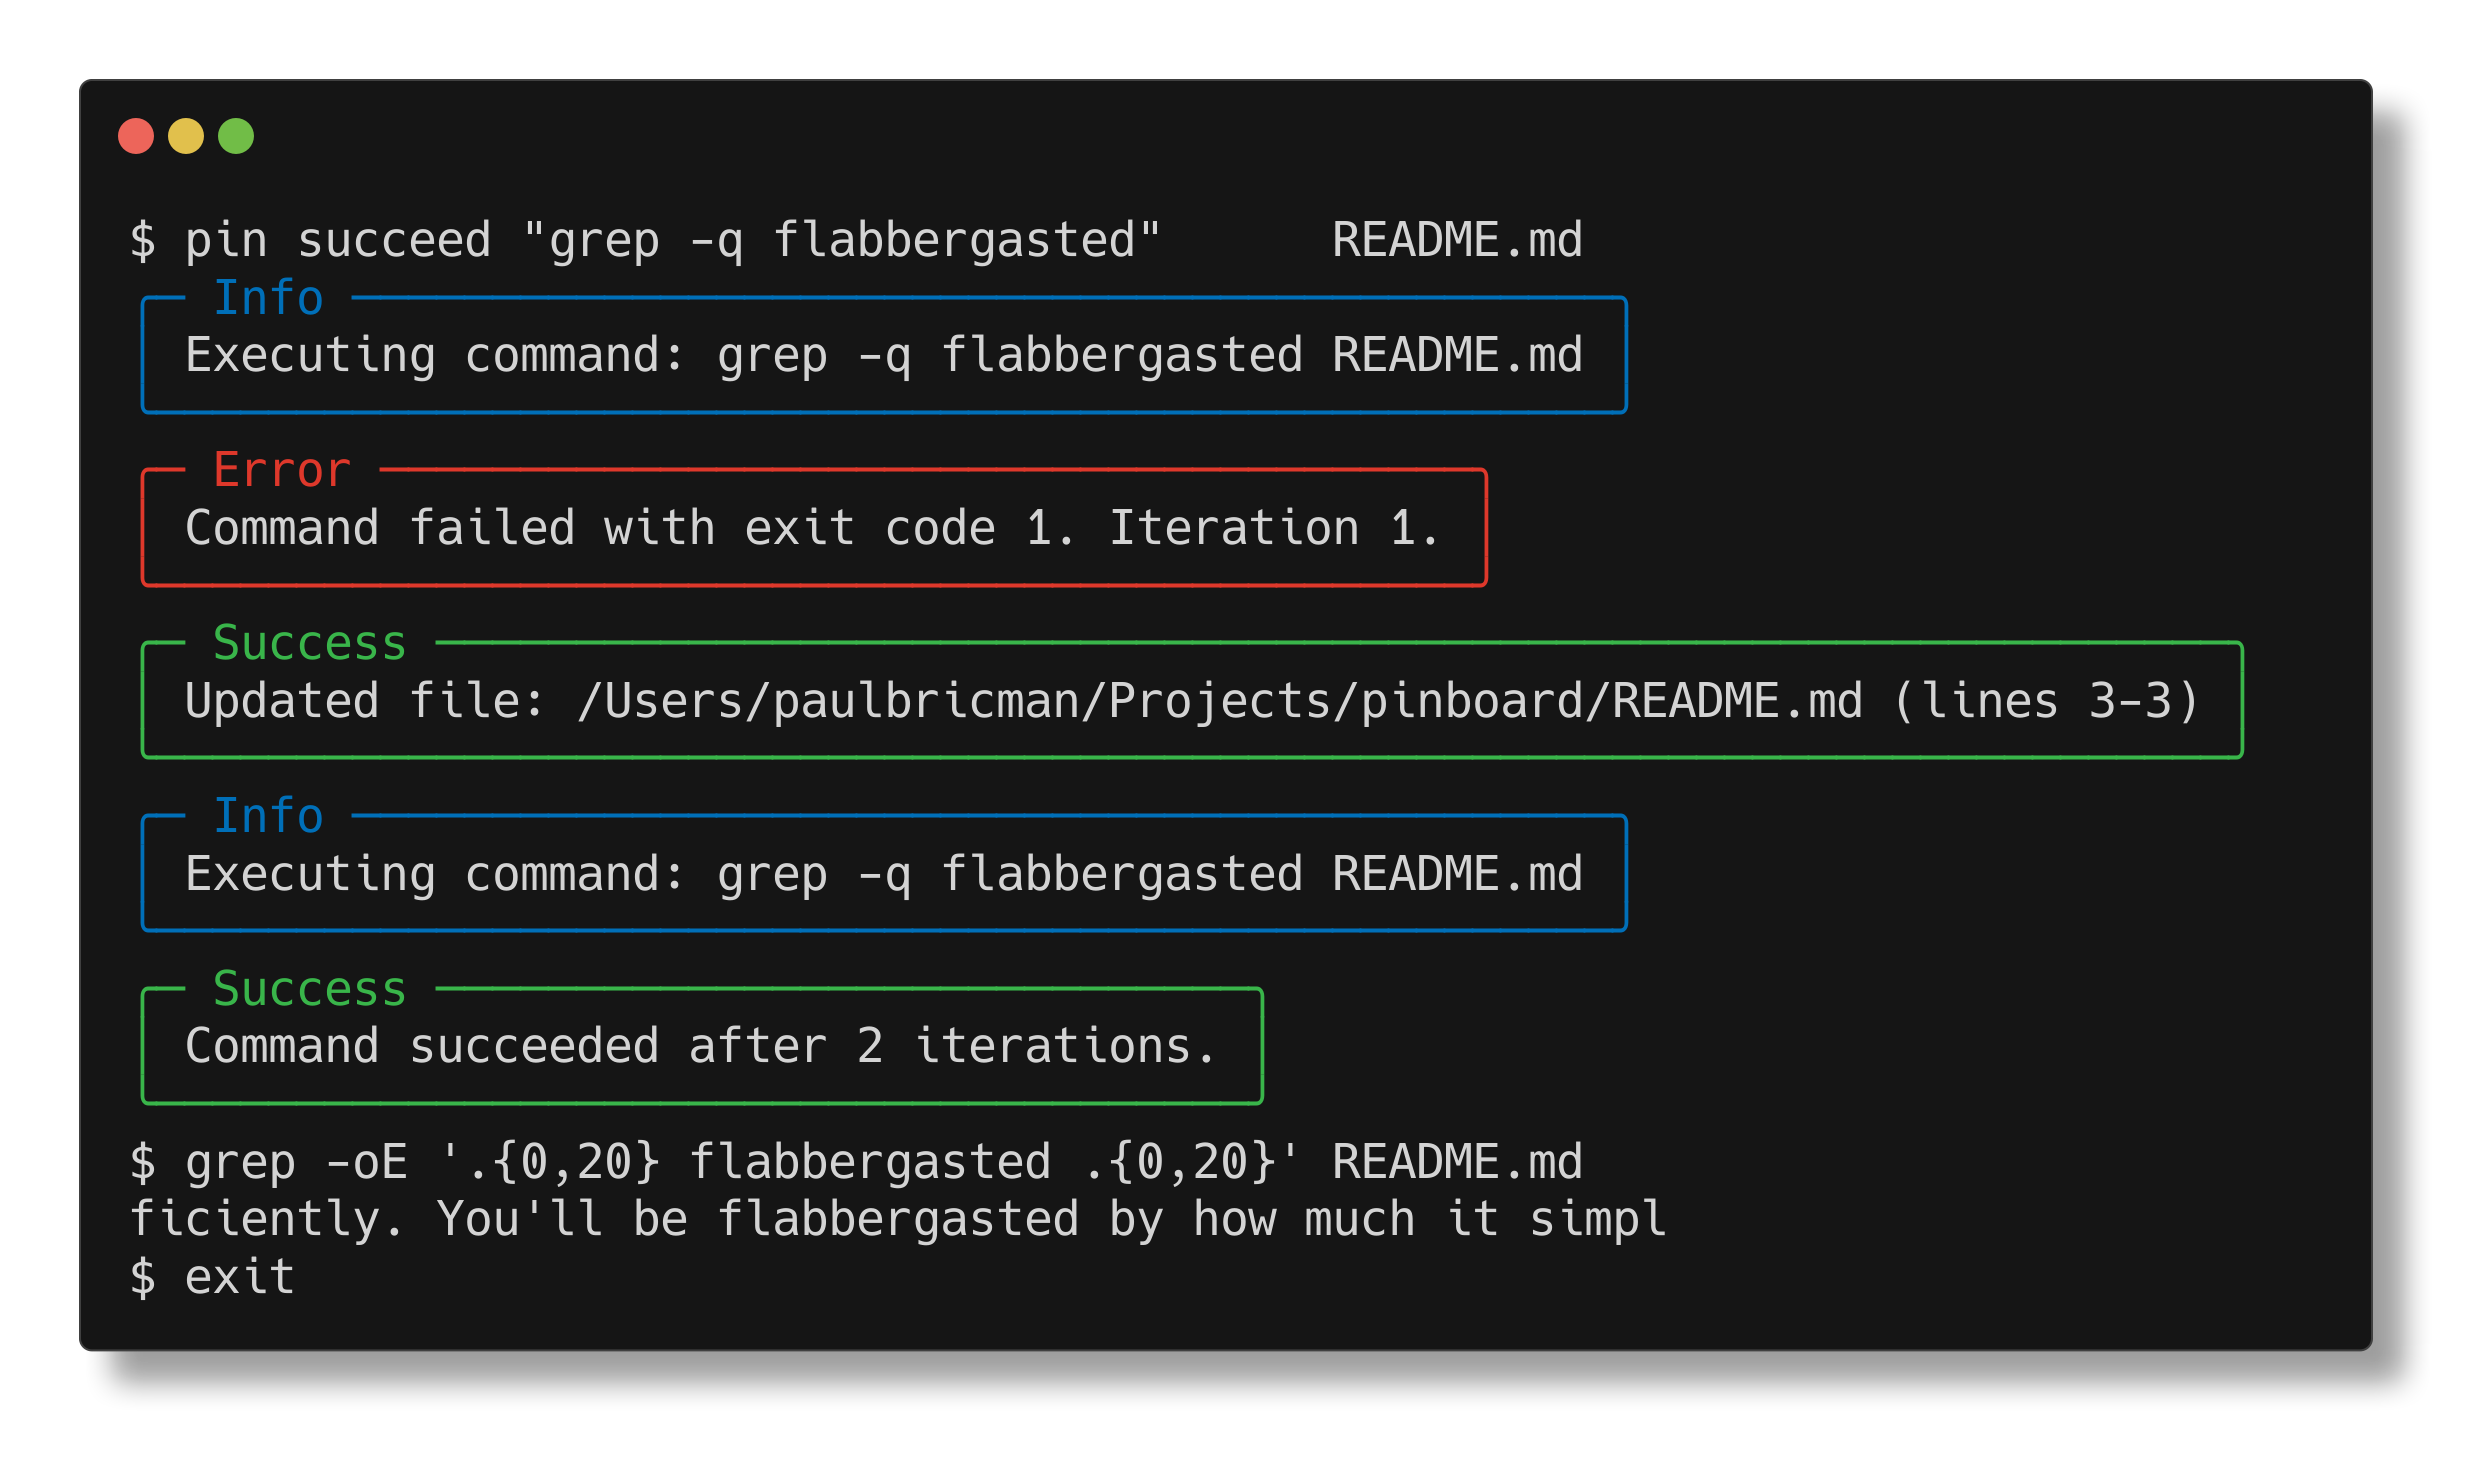 $ pin succeed "grep -q flabbergasted"      README.md
Info
Executing command: grep -q flabbergasted README.md
Error
Command failed with exit code 1. Iteration 1.
Success
Updated file: /Users/paulbricman/Projects/pinboard/README.md (lines 3-3)
Info
Executing command: grep -q flabbergasted README.md
Success
Command succeeded after 2 iterations.
$ grep -oE '.{0,20} flabbergasted .{0,20}' README.md
ficiently. You'll be flabbergasted by how much it simpl
$ exit